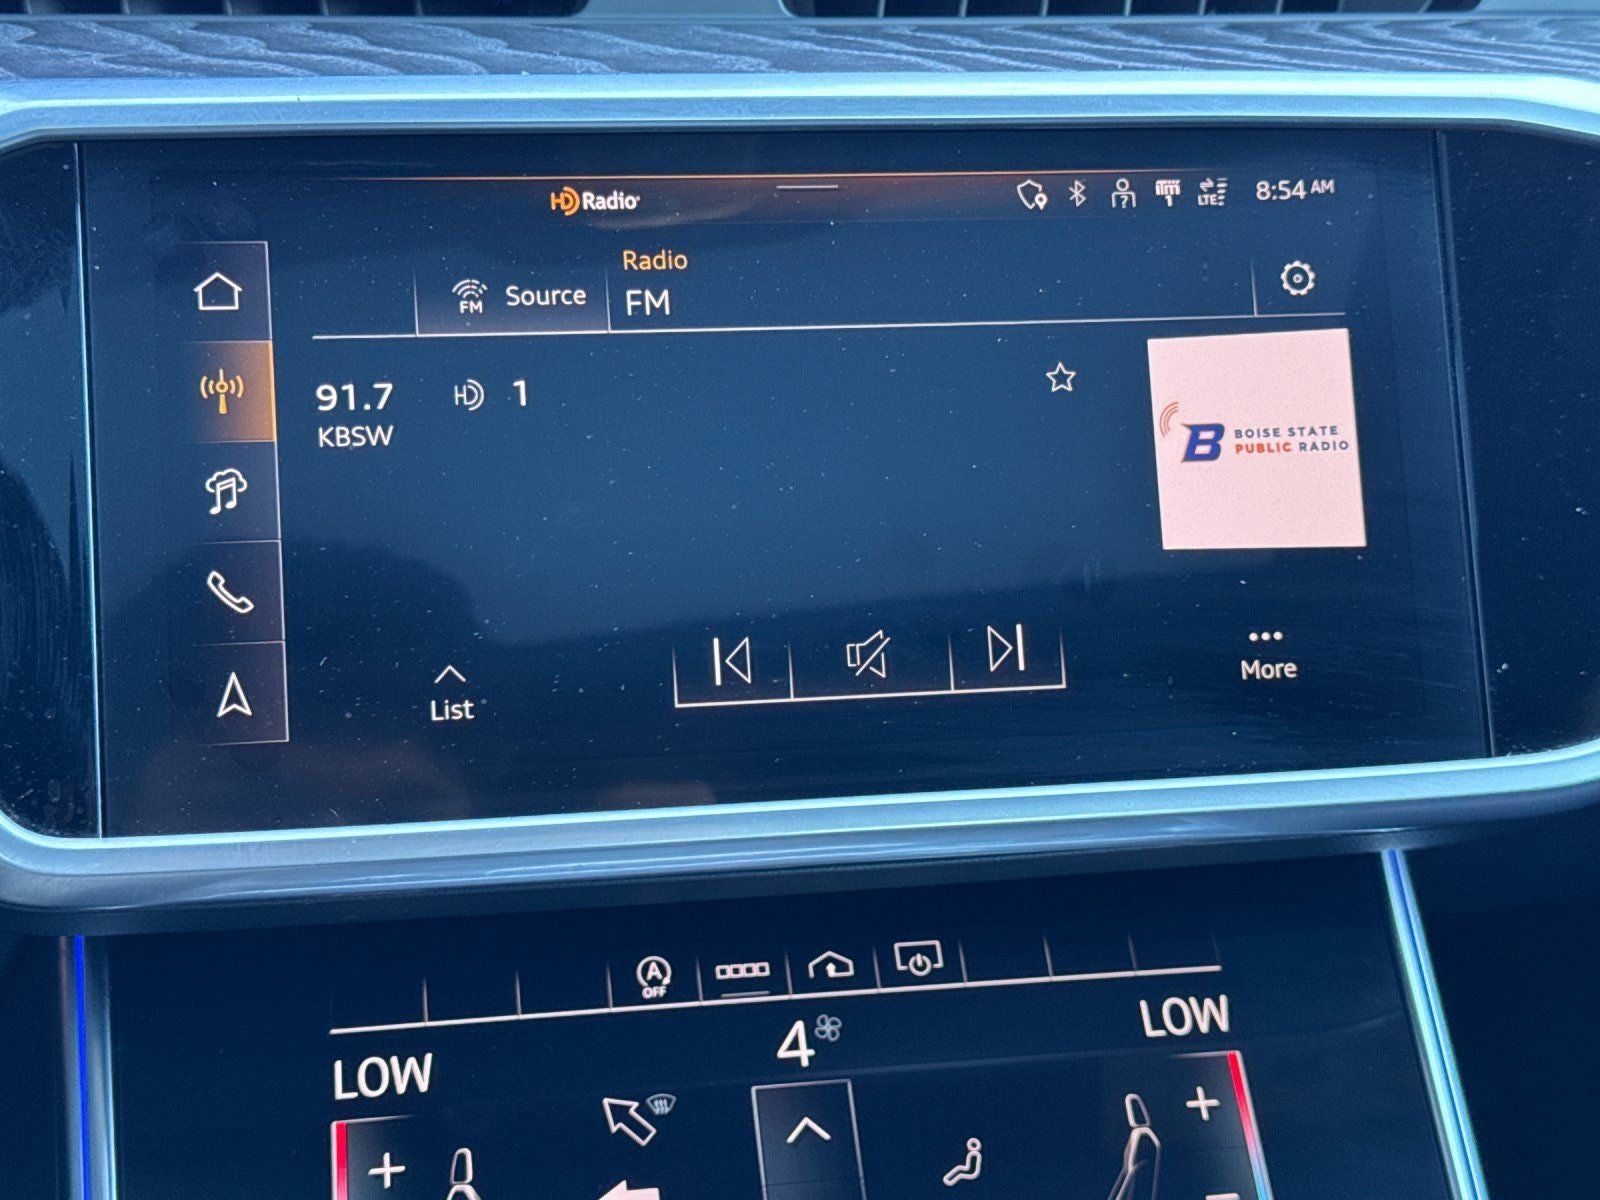 HD Radio
LTE
8:54 AM
Radio
FM
Source
FM
91.7 HD 1
KBSW
B BOISE STATE
PUBLIC RADIO
List
More
A
OFF
LOW
4
LOW